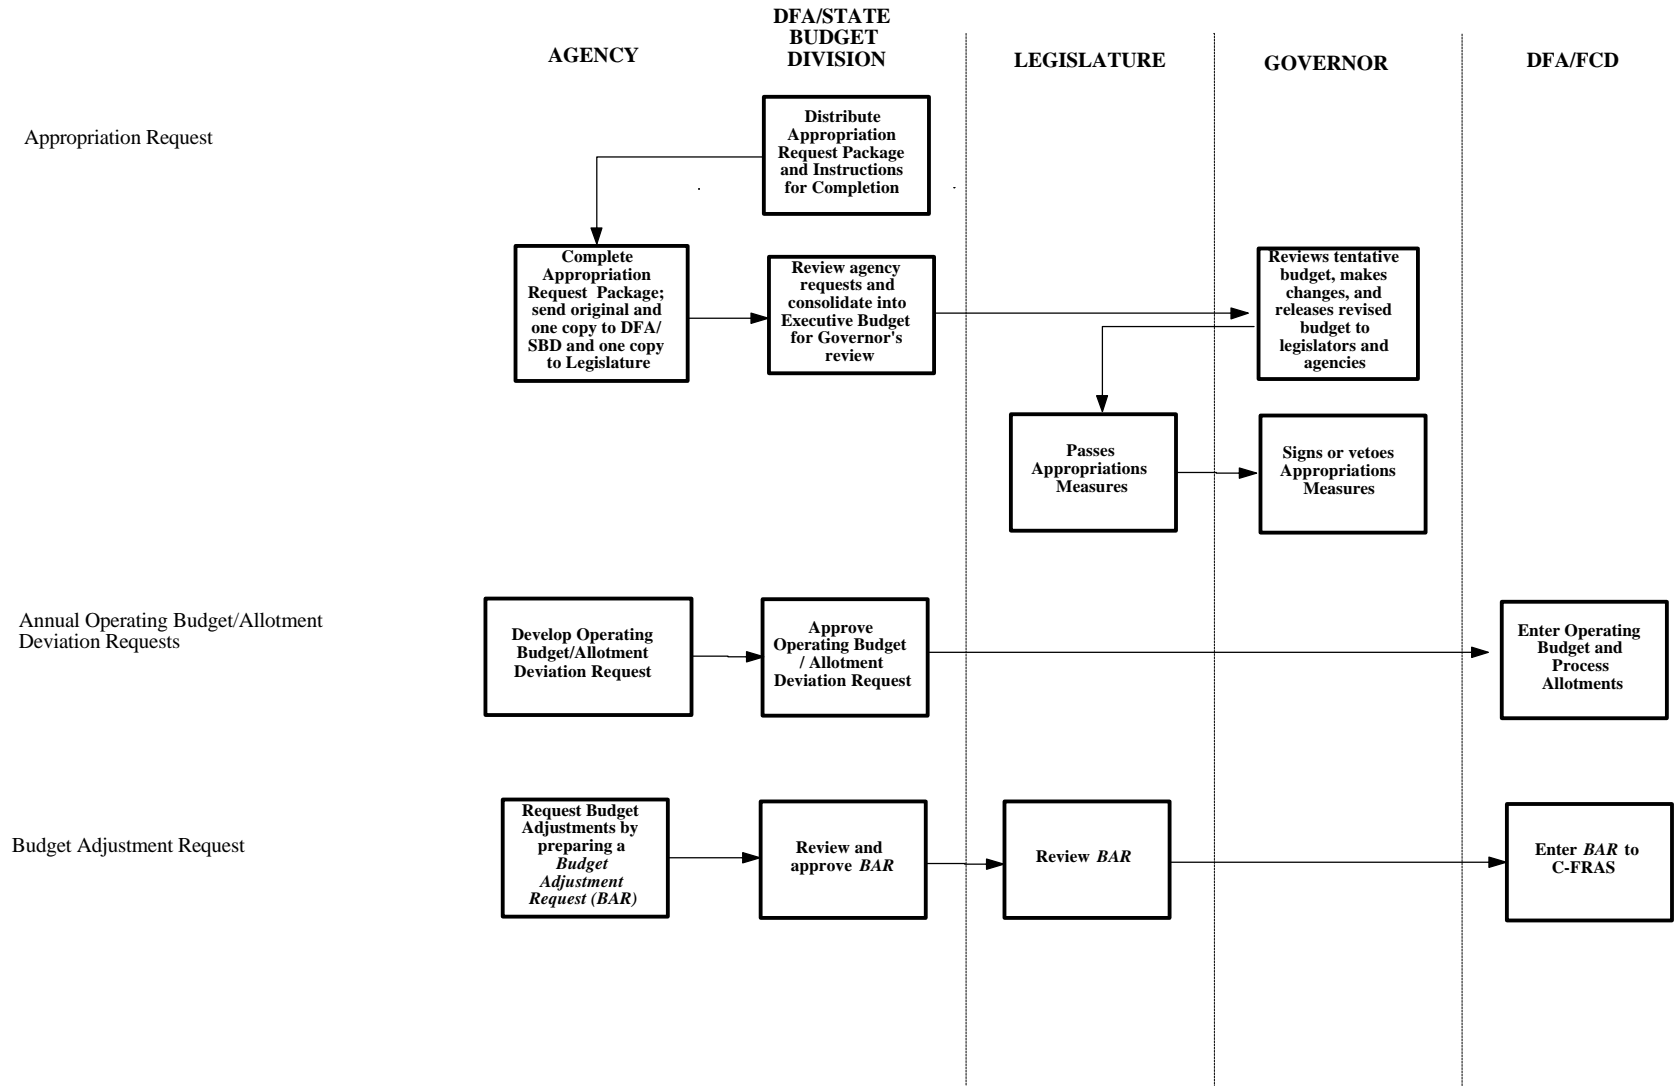 DFA/STATE
BUDGET
DIVISION
AGENCY
LEGISLATURE
GOVERNOR
DFA/FCD
Appropriation Request
Distribute
Appropriation
Request Package
and Instructions
for Completion
Complete
Appropriation
Request Package;
send original and
one copy to DFA/
SBD and one copy
to Legislature
Review agency
requests and
consolidate into
Executive Budget
for Governor's
review
Reviews tentative
budget, makes
changes, and
releases revised
budget to
legislators and
agencies
Passes
Appropriations
Measures
Signs or vetoes
Appropriations
Measures
Annual Operating Budget/Allotment
Deviation Requests
Develop Operating
Budget/Allotment
Deviation Request
Approve
Operating Budget
/ Allotment
Deviation Request
Enter Operating
Budget and
Process
Allotments
Budget Adjustment Request
Request Budget
Adjustments by
preparing a
Budget
Adjustment
Request (BAR)
Review and
approve BAR
Review BAR
Enter BAR to
C-FRAS